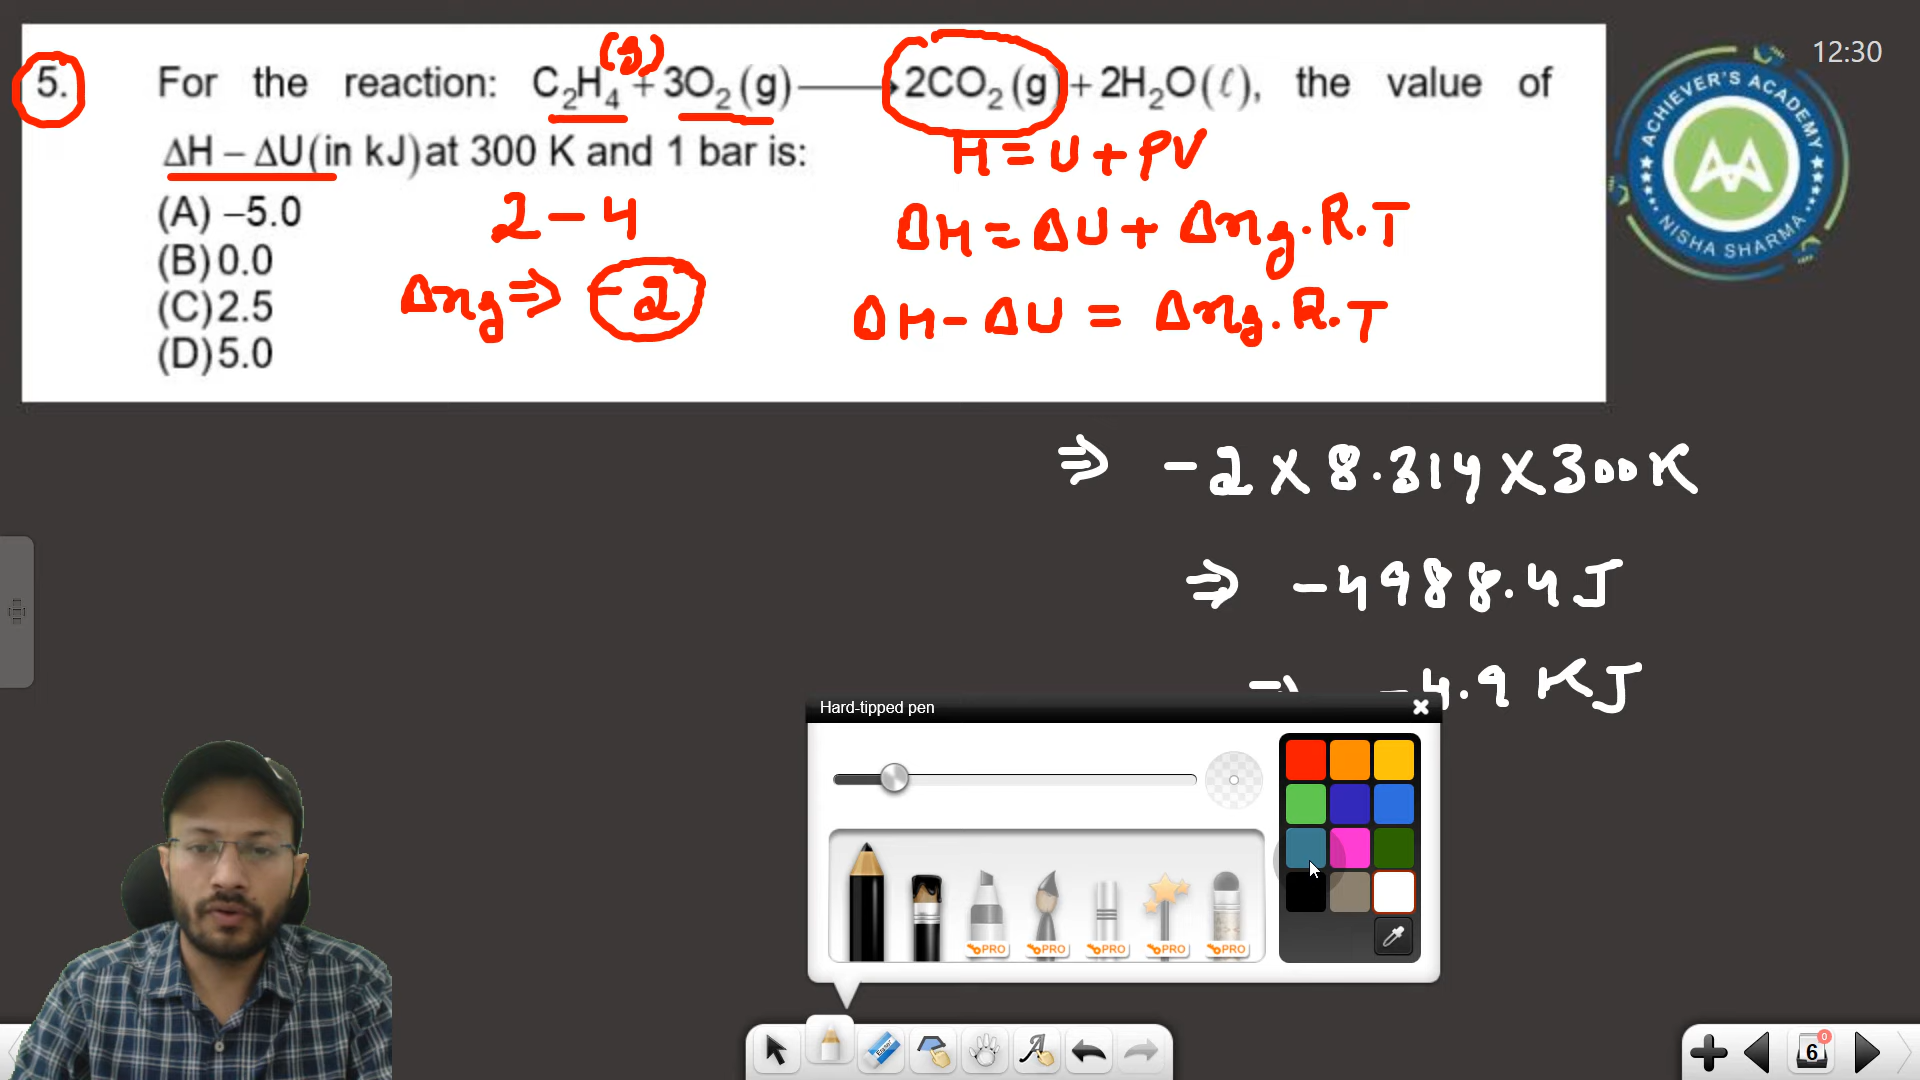 12:30
5. For the reaction: C₂H₄ (g) + 3O₂ (g) ⟶ 2CO₂ (g) + 2H₂O(ℓ), the value of
ΔH – ΔU (in kJ) at 300 K and 1 bar is:
(A) –5.0
(B) 0.0
(C) 2.5
(D) 5.0
2 – 4
Δng ⇒ –2
H = U + PV
ΔH = ΔU + Δng.R.T
ΔH – ΔU = Δng.R.T
⇒ –2 × 8.314 × 300K
⇒ –4988.4 J
⇒ –4.9 KJ
ACHIEVER'S ACADEMY
NISHA SHARMA
Hard-tipped pen
PRO PRO PRO PRO PRO
Eraser
A
6
0